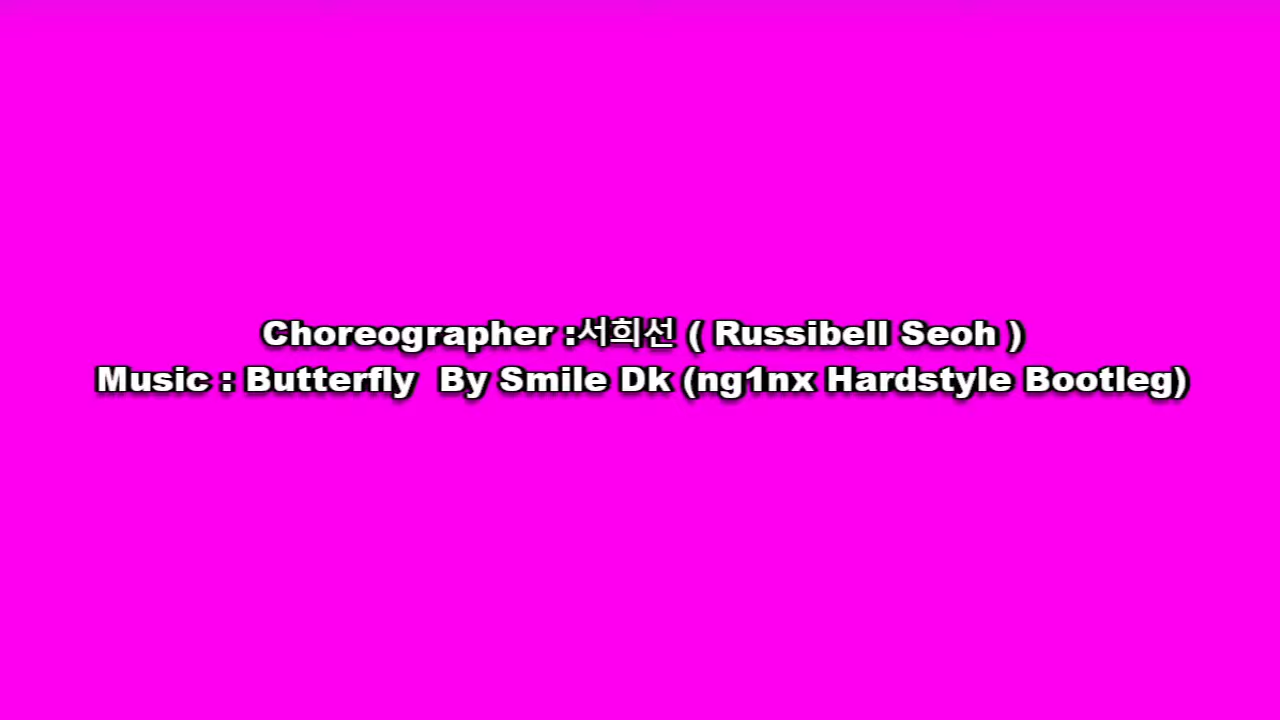 Choreographer :서희선 ( Russibell Seoh )
Music : Butterfly  By Smile Dk (ng1nx Hardstyle Bootleg)